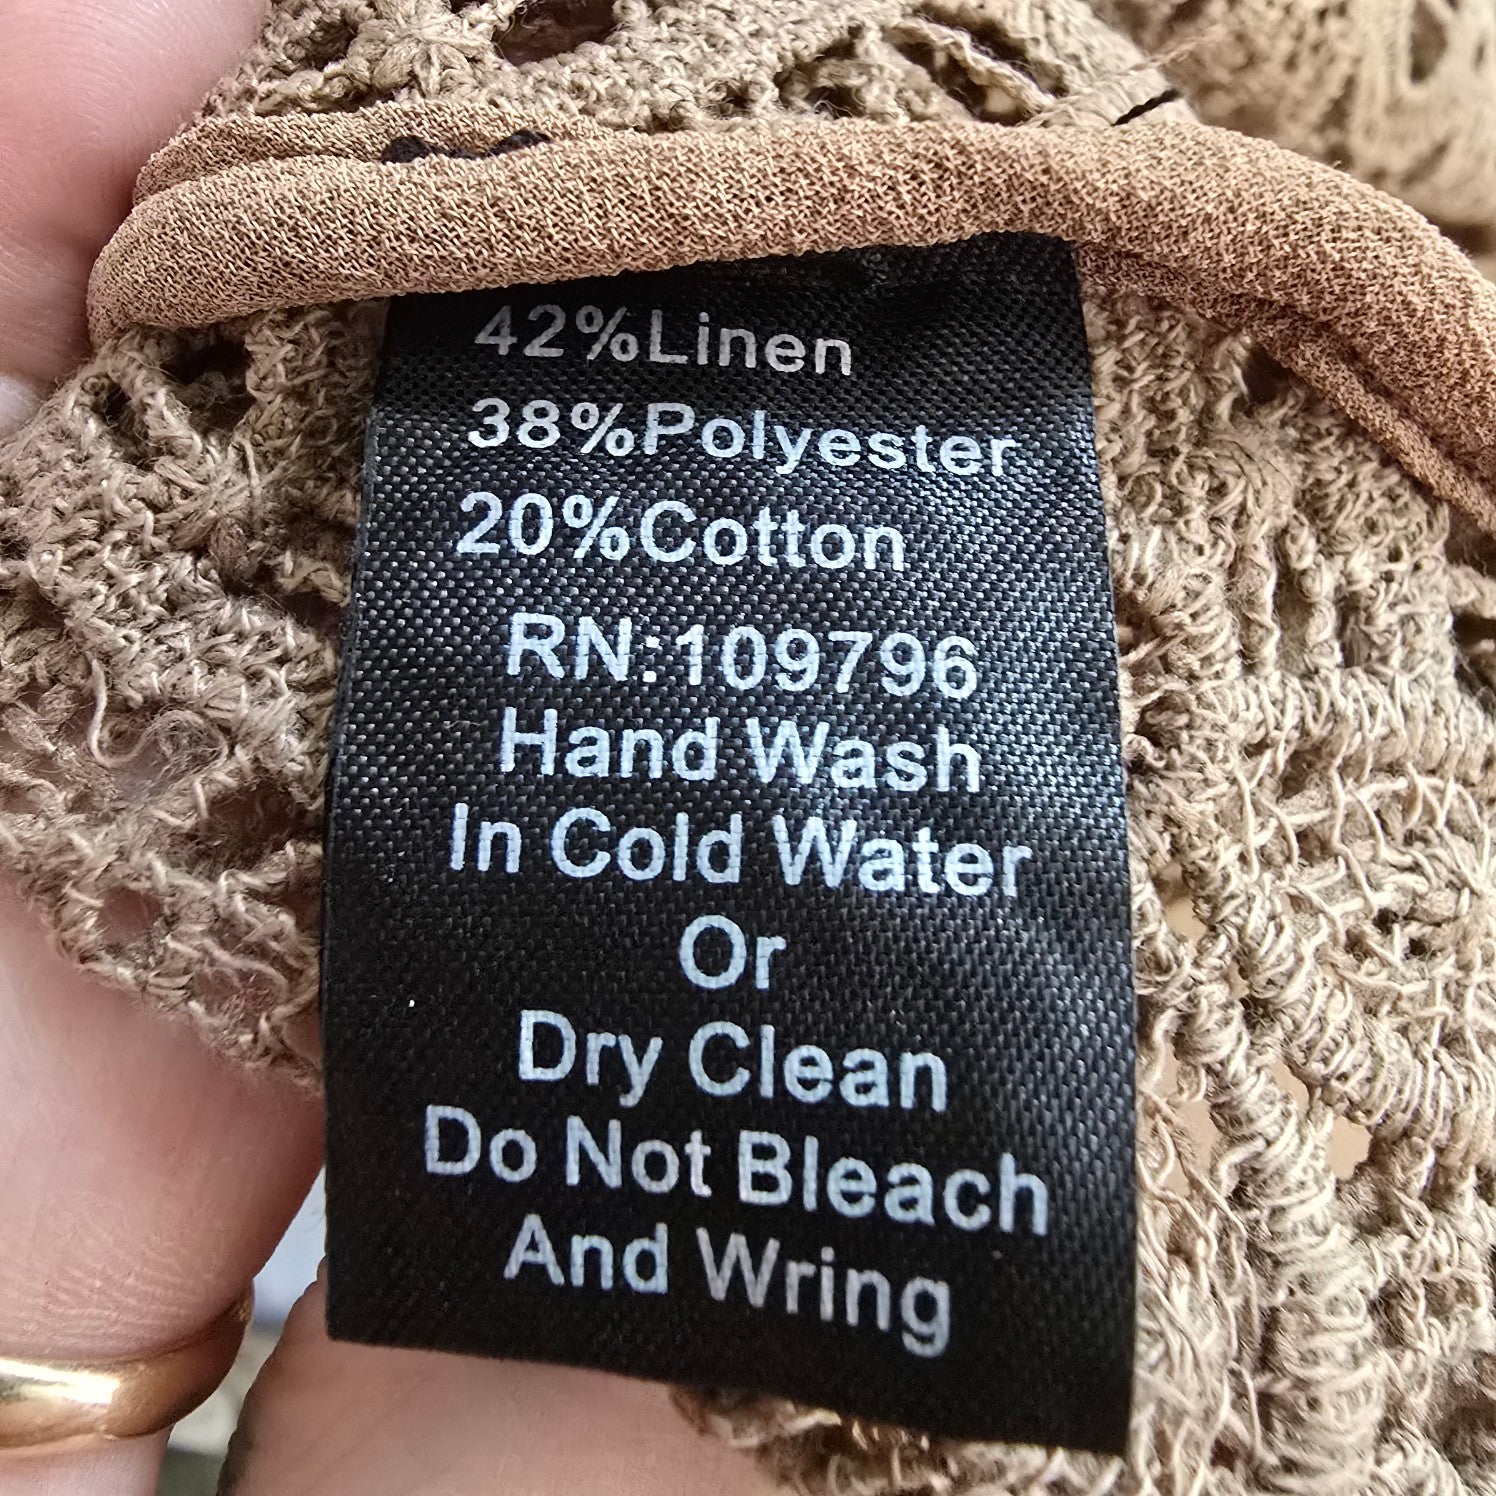 42%Linen
38%Polyester
20%Cotton
RN:109796
Hand Wash
In Cold Water
Or
Dry Clean
Do Not Bleach
And Wring